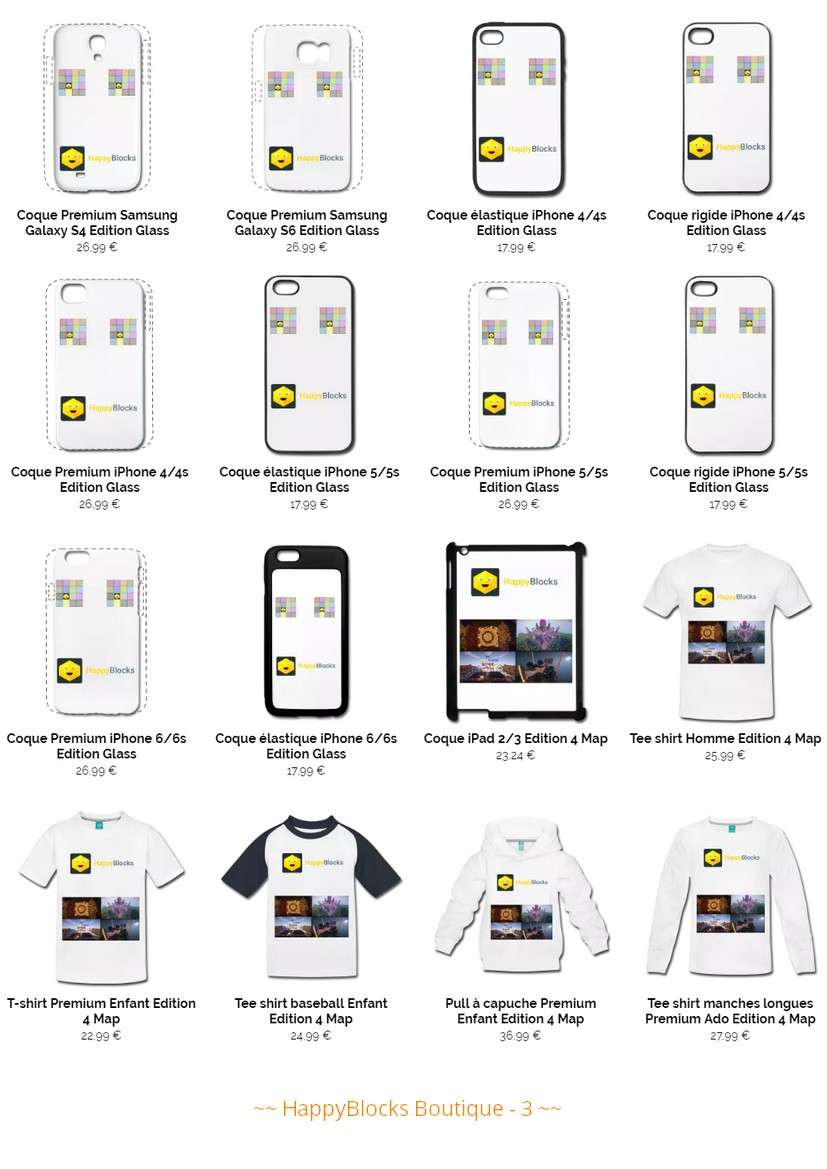 HappyBlocks
HappyBlocks
HappyBlocks
HappyBlocks
Coque Premium Samsung
Galaxy S4 Edition Glass
26.99 €
Coque Premium Samsung
Galaxy S6 Edition Glass
26.99 €
Coque élastique iPhone 4/4s
Edition Glass
17.99 €
Coque rigide iPhone 4/4s
Edition Glass
17.99 €
HappyBlocks
HappyBlocks
HappyBlocks
HappyBlocks
Coque Premium iPhone 4/4s
Edition Glass
26.99 €
Coque élastique iPhone 5/5s
Edition Glass
17.99 €
Coque Premium iPhone 5/5s
Edition Glass
26.99 €
Coque rigide iPhone 5/5s
Edition Glass
17.99 €
HappyBlocks
HappyBlocks
HappyBlocks
HappyBlocks
Coque Premium iPhone 6/6s
Edition Glass
26.99 €
Coque élastique iPhone 6/6s
Edition Glass
17.99 €
Coque iPad 2/3 Edition 4 Map
23.24 €
Tee shirt Homme Edition 4 Map
25.99 €
HappyBlocks
HappyBlocks
HappyBlocks
HappyBlocks
T-shirt Premium Enfant Edition
4 Map
22.99 €
Tee shirt baseball Enfant
Edition 4 Map
24.99 €
Pull à capuche Premium
Enfant Edition 4 Map
36.99 €
Tee shirt manches longues
Premium Ado Edition 4 Map
27.99 €
~~ HappyBlocks Boutique - 3 ~~